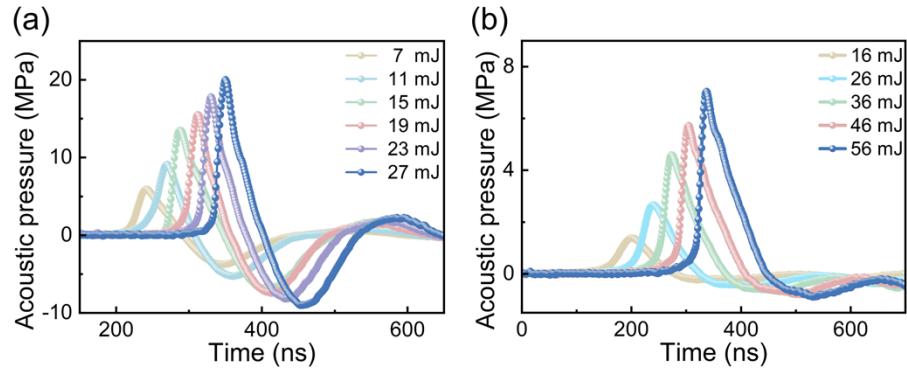 (a)
Acoustic pressure (MPa)
20
10
0
-10
200
400
600
Time (ns)
7 mJ
11 mJ
15 mJ
19 mJ
23 mJ
27 mJ
(b)
Acoustic pressure (MPa)
8
4
0
0
200
400
600
Time (ns)
16 mJ
26 mJ
36 mJ
46 mJ
56 mJ